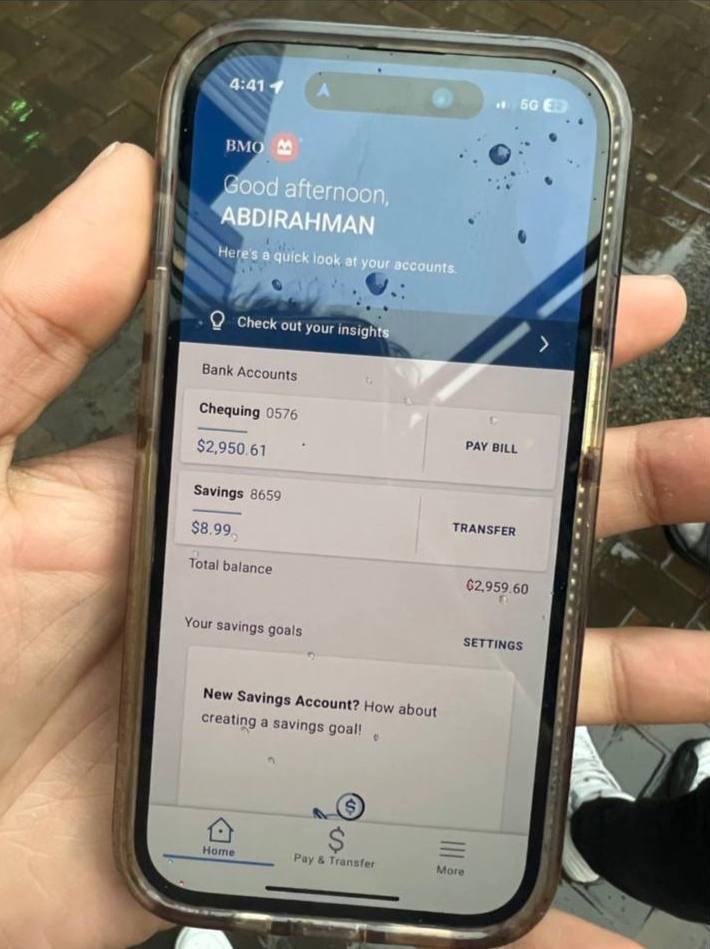 4:41
5G
BMO
Good afternoon,
ABDIRAHMAN
Here's a quick look at your accounts.
Check out your insights
Bank Accounts
Chequing 0576
$2,950.61
PAY BILL
Savings 8659
$8.99
TRANSFER
Total balance
$2,959.60
Your savings goals
SETTINGS
New Savings Account? How about
creating a savings goal!
$
$
Home
Pay & Transfer
More